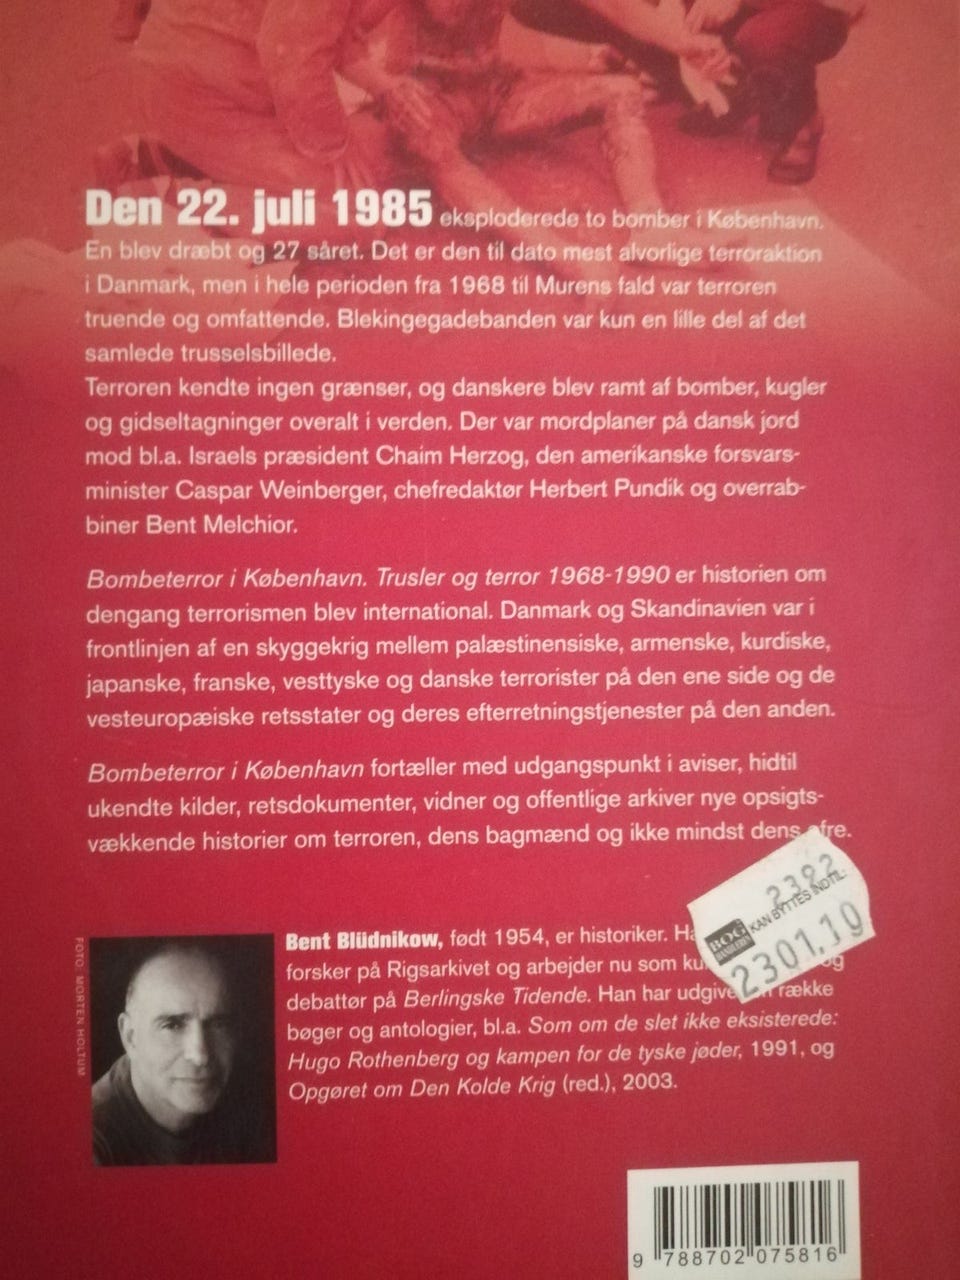 Den 22. juli 1985 eksploderede to bomber i København.
En blev dræbt og 27 såret. Det er den til dato mest alvorlige terroraktion
i Danmark, men i hele perioden fra 1968 til Murens fald var terroren
truende og omfattende. Blekingegadebanden var kun en lille del af det
samlede trusselsbillede.
Terroren kendte ingen grænser, og danskere blev ramt af bomber, kugler
og gidseltagninger overalt i verden. Der var mordplaner på dansk jord
mod bl.a. Israels præsident Chaim Herzog, den amerikanske forsvars-
minister Caspar Weinberger, chefredaktør Herbert Pundik og overrab-
biner Bent Melchior.
Bombeterror i København. Trusler og terror 1968-1990 er historien om
dengang terrorismen blev international. Danmark og Skandinavien var i
frontlinjen af en skyggekrig mellem palæstinensiske, armenske, kurdiske,
japanske, franske, vesttyske og danske terrorister på den ene side og de
vesteuropæiske retsstater og deres efterretningstjenester på den anden.
Bombeterror i København fortæller med udgangspunkt i aviser, hidtil
ukendte kilder, retsdokumenter, vidner og offentlige arkiver nye opsigts-
vækkende historier om terroren, dens bagmænd og ikke mindst dens ofre.
2392
BOG
HANDLEREN
KAN BYTTES INDTIL:
2301.10
Bent Blüdnikow, født 1954, er historiker.
forsker på Rigsarkivet og arbejder nu som og
debattør på Berlingske Tidende. Han har række
bøger og antologier, bl.a. Som om de slet ikke eksisterede:
Hugo Rothenberg og kampen for de tyske jøder, 1991, og
Opgøret om Den Kolde Krig (red.), 2003.
FOTO: MORTEN HOLTUM
9 788702 075816